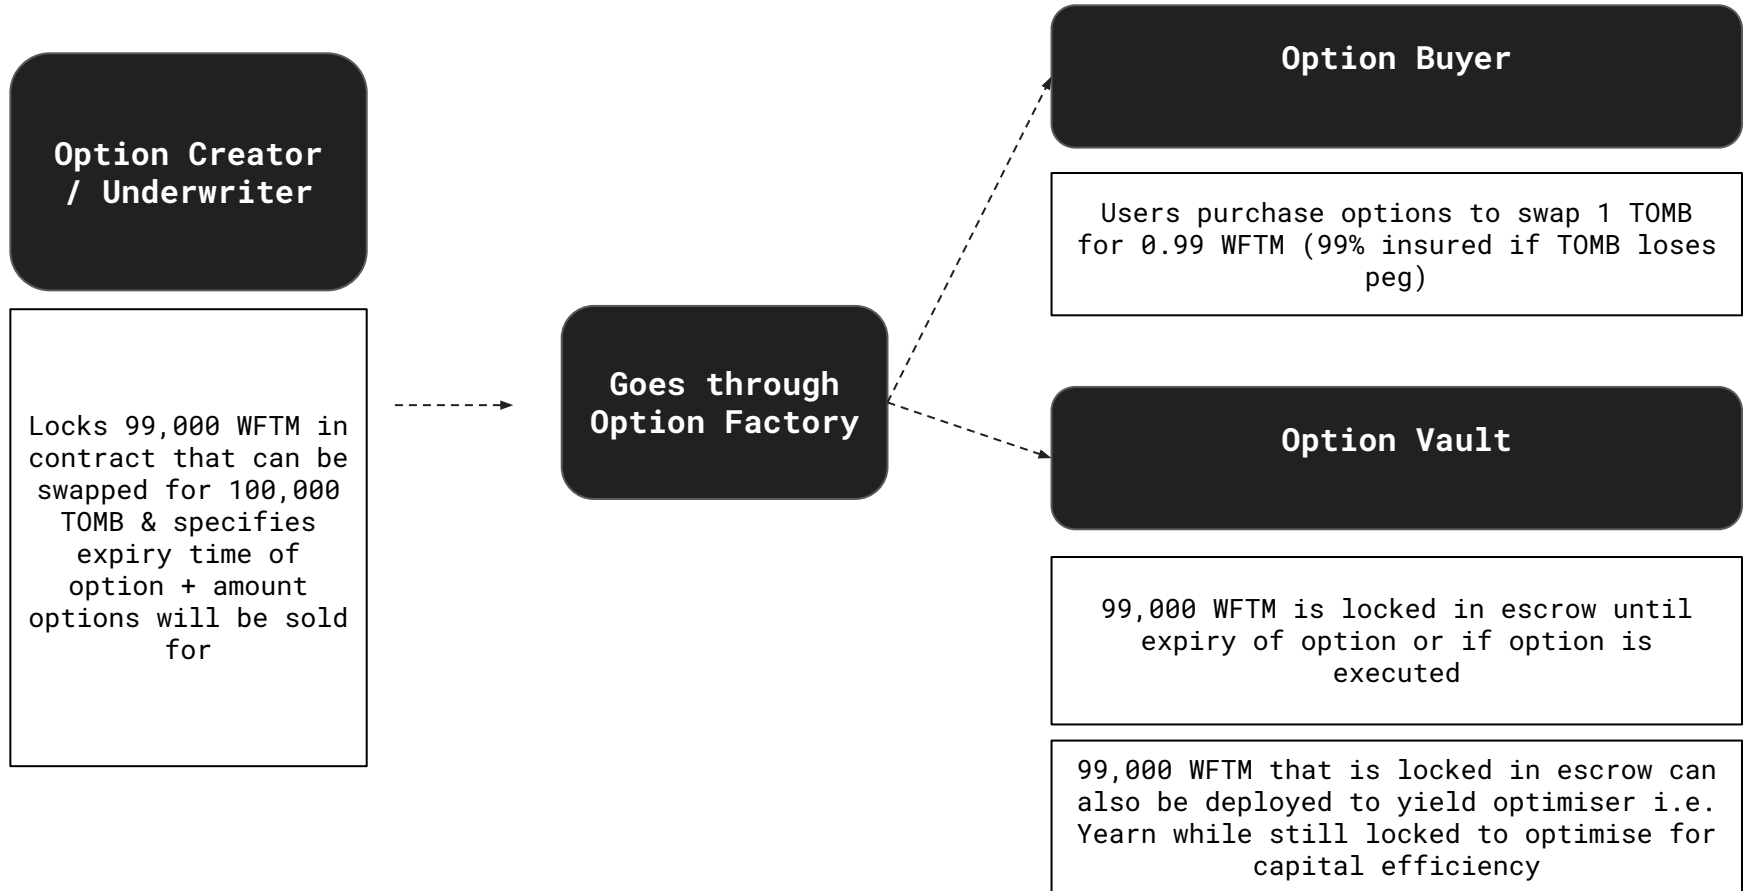 Option Creator
/ Underwriter
Locks 99,000 WFTM in
contract that can be
swapped for 100,000
TOMB & specifies
expiry time of
option + amount
options will be sold
for
Goes through
Option Factory
Option Buyer
Users purchase options to swap 1 TOMB
for 0.99 WFTM (99% insured if TOMB loses
peg)
Option Vault
99,000 WFTM is locked in escrow until
expiry of option or if option is
executed
99,000 WFTM that is locked in escrow can
also be deployed to yield optimiser i.e.
Yearn while still locked to optimise for
capital efficiency